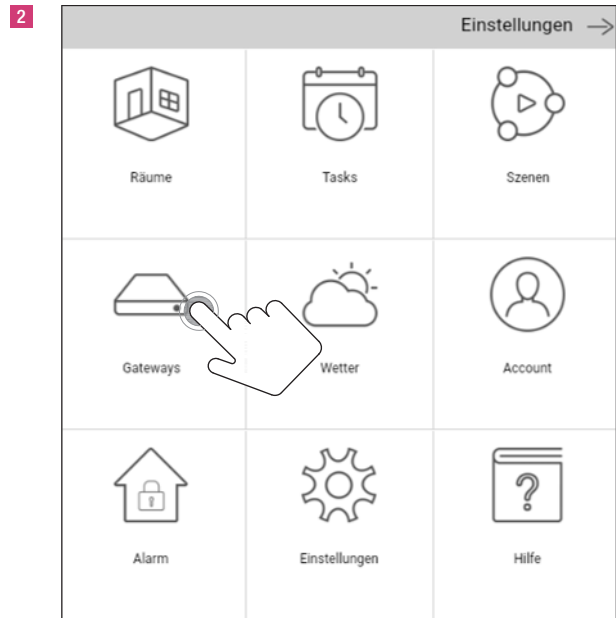 2
Einstellungen
Räume
Tasks
Szenen
Gateways
Wetter
Account
Alarm
Einstellungen
Hilfe